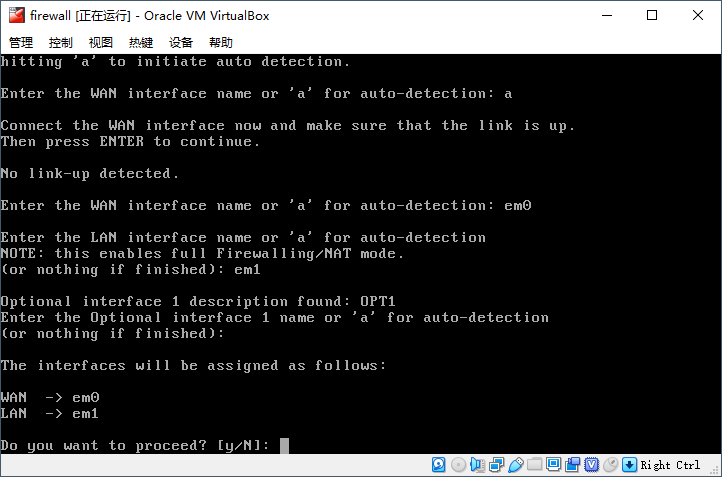 firewall [正在运行] - Oracle VM VirtualBox
管理 控制 视图 热键 设备 帮助
hitting 'a' to initiate auto detection.
Enter the WAN interface name or 'a' for auto-detection: a
Connect the WAN interface now and make sure that the link is up.
Then press ENTER to continue.
No link-up detected.
Enter the WAN interface name or 'a' for auto-detection: em0
Enter the LAN interface name or 'a' for auto-detection
NOTE: this enables full Firewalling/NAT mode.
(or nothing if finished): em1
Optional interface 1 description found: OPT1
Enter the Optional interface 1 name or 'a' for auto-detection
(or nothing if finished):
The interfaces will be assigned as follows:
WAN  -> em0
LAN  -> em1
Do you want to proceed? [y/N]:
Right Ctrl